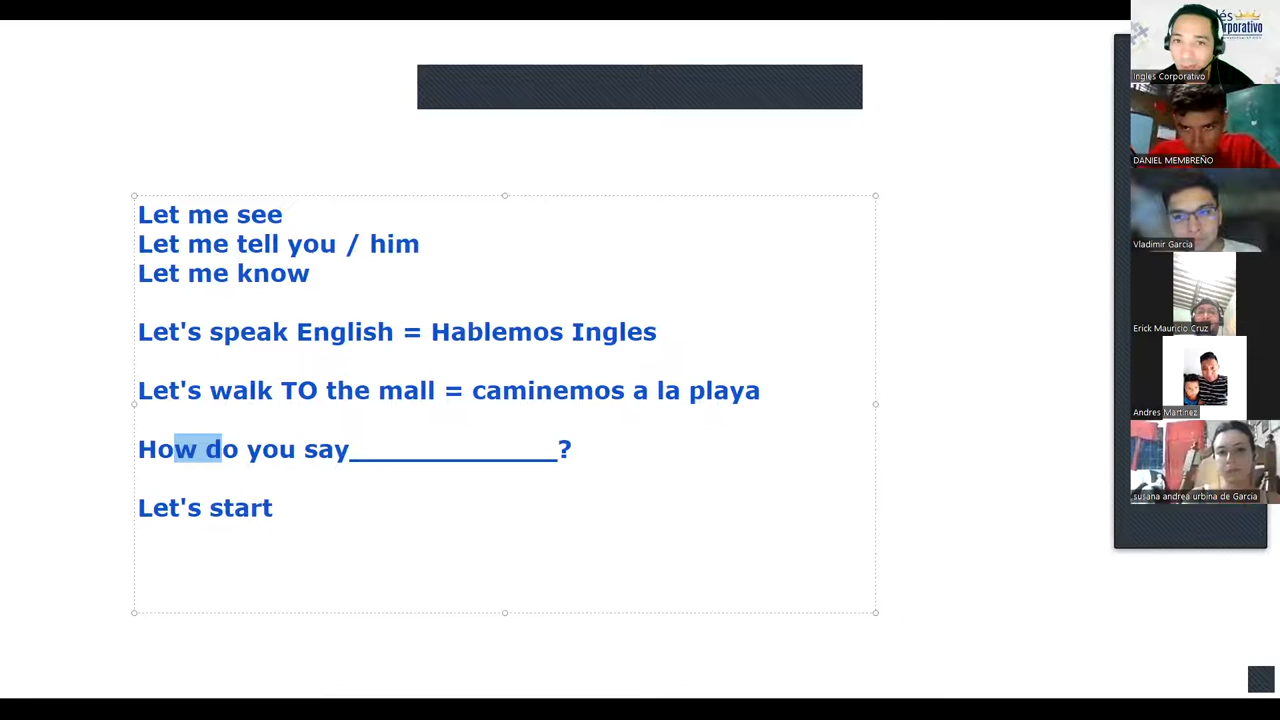 Let me see
Let me tell you / him
Let me know
Let's speak English = Hablemos Ingles
Let's walk TO the mall = caminemos a la playa
How do you say_____________?
Let's start
Ingles Corporativo
DANIEL MEMBREÑO
Vladimir Garcia
Erick Mauricio Cruz
Andres Martinez
susana andrea urbina de Garcia